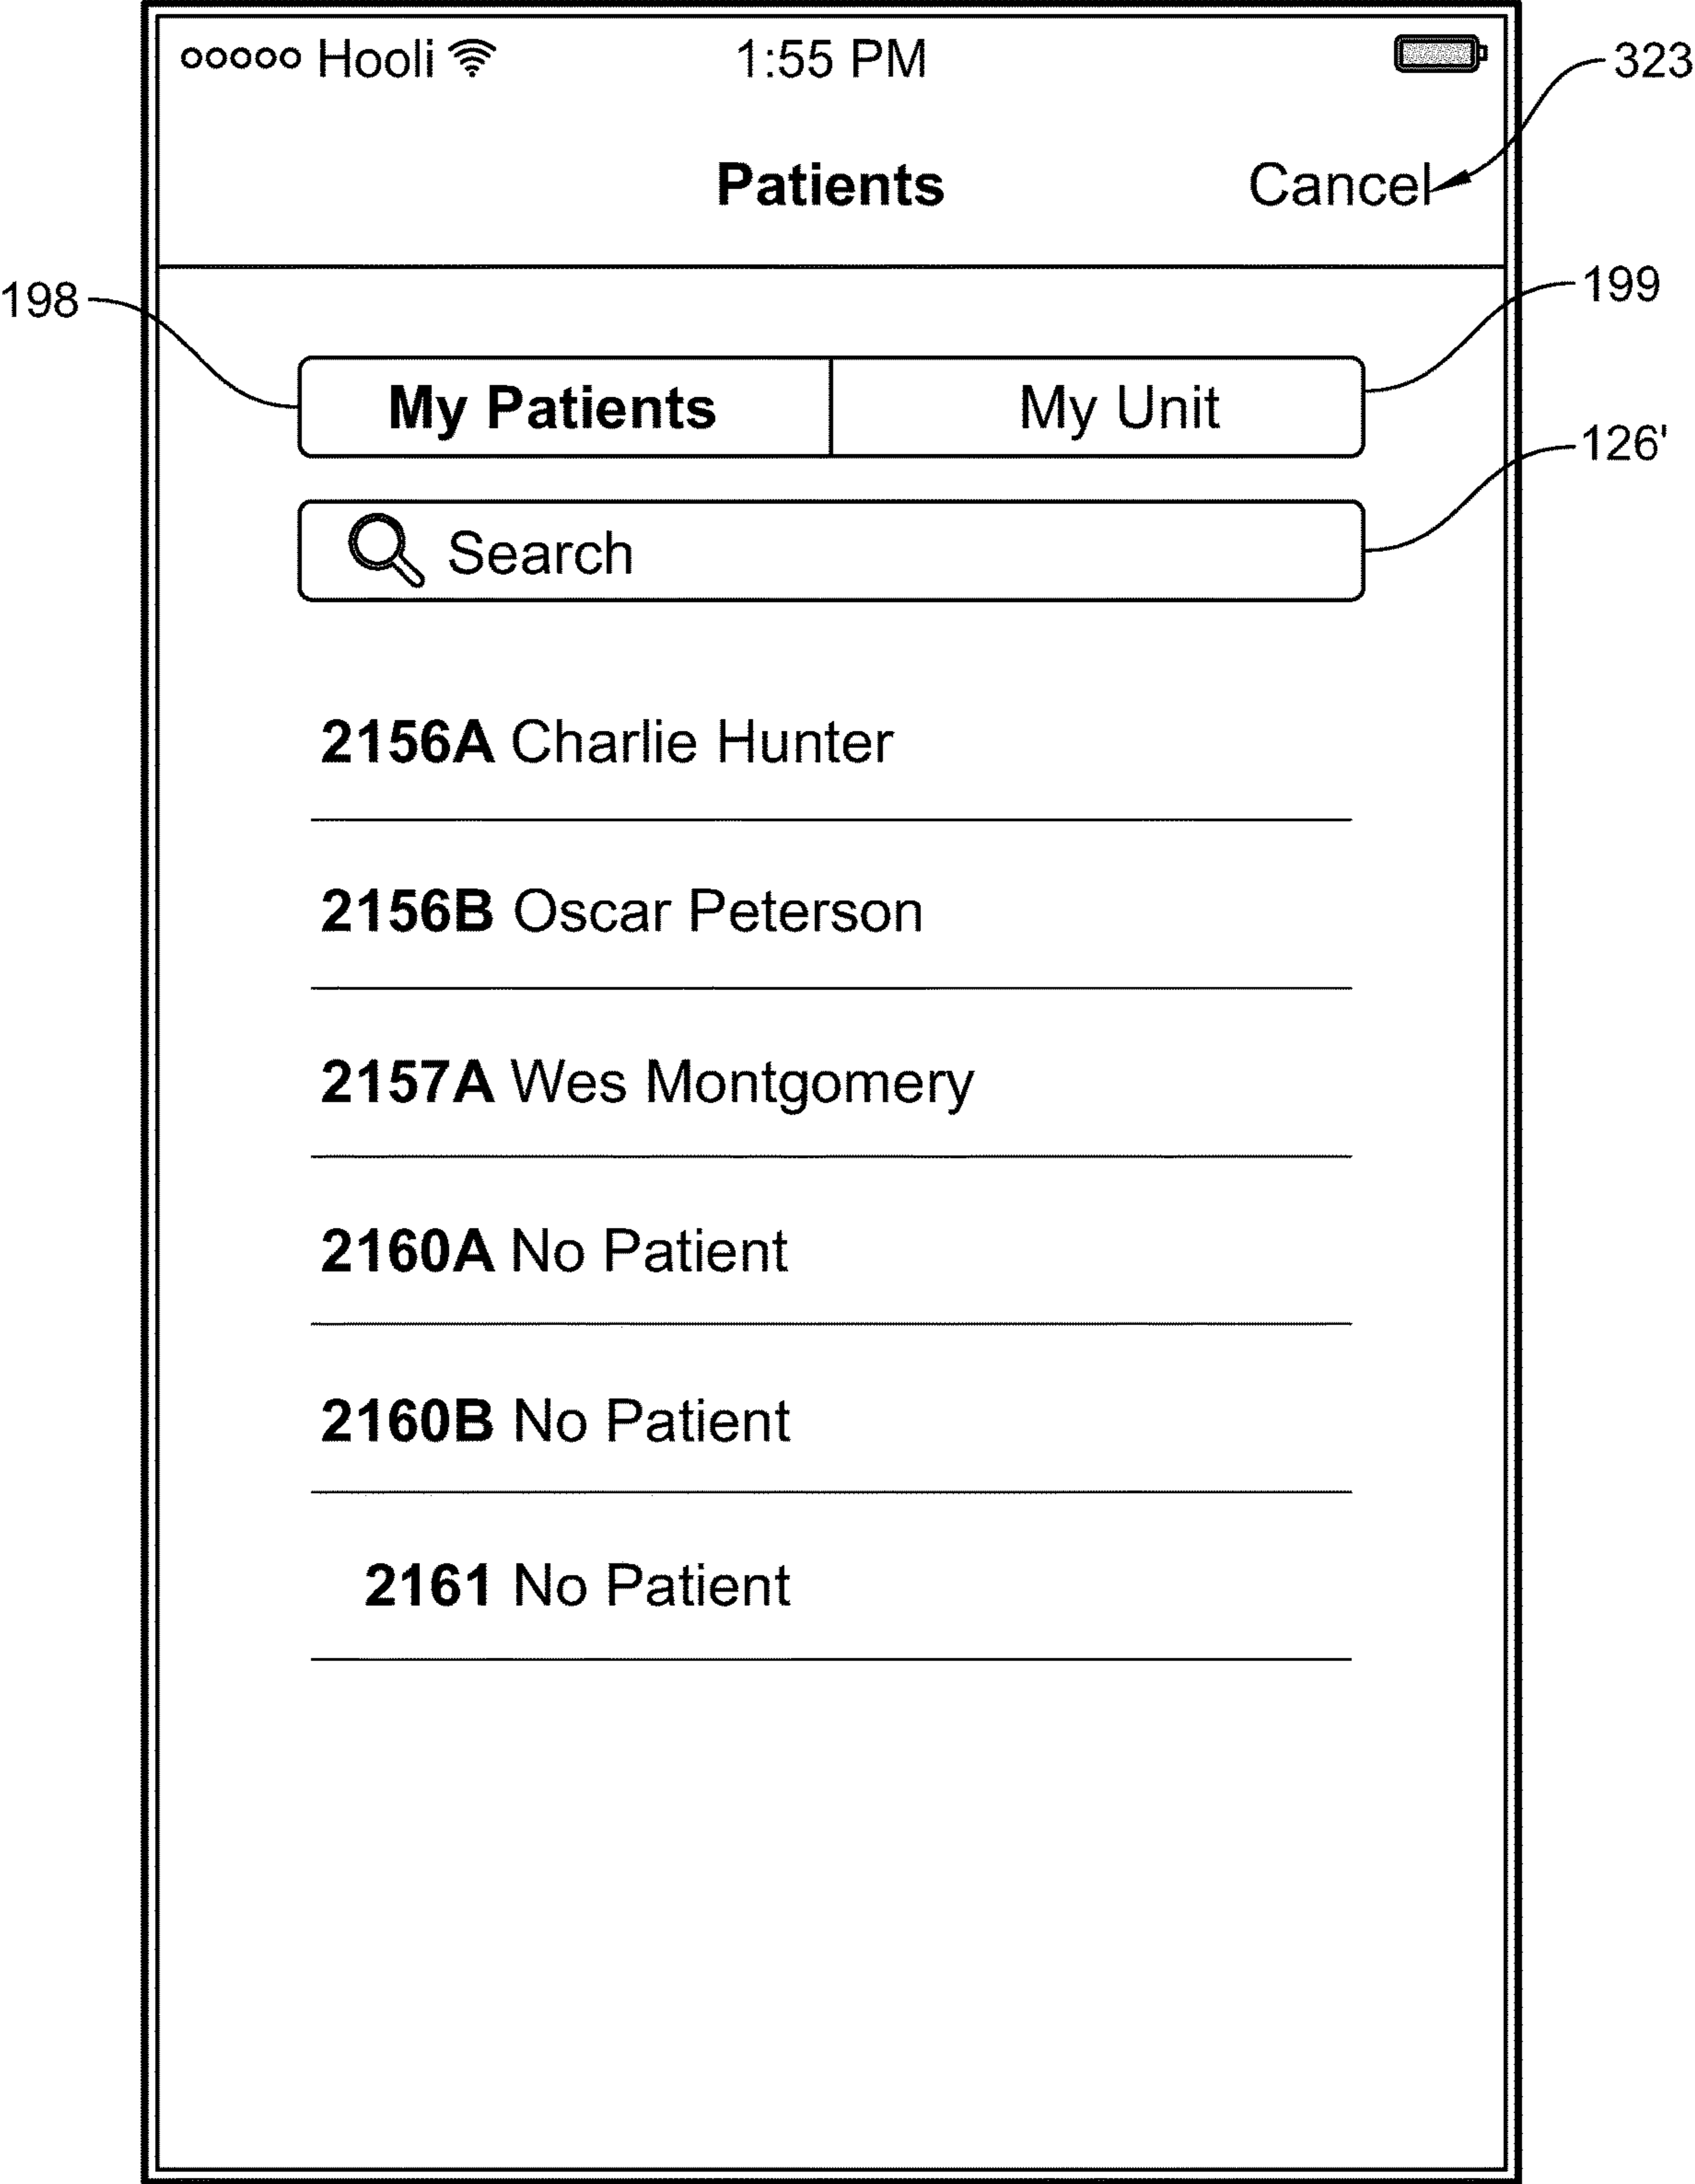 ooooo Hooli 1:55 PM
323
Patients Cancel
198
199
My Patients My Unit
126'
Search
2156A Charlie Hunter
2156B Oscar Peterson
2157A Wes Montgomery
2160A No Patient
2160B No Patient
2161 No Patient